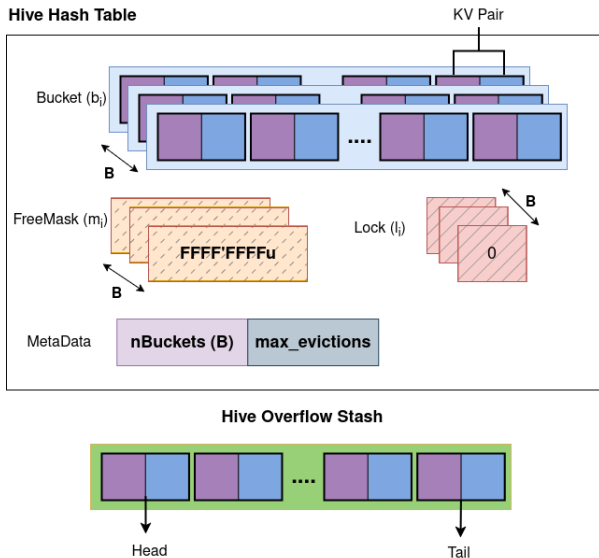 Hive Hash Table
KV Pair
Bucket (bᵢ)
....
B
FreeMask (mᵢ)
FFFF'FFFFu
B
Lock (lᵢ)
B
0
MetaData
nBuckets (B)
max_evictions
Hive Overflow Stash
....
Head
Tail